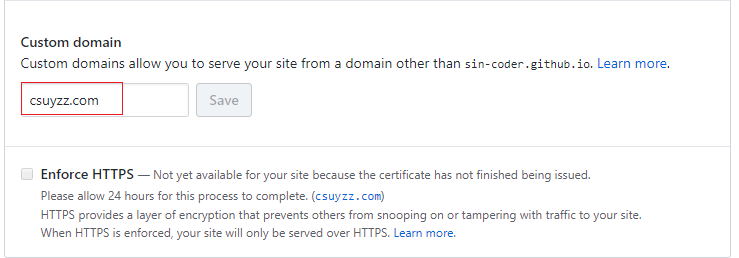 Custom domain
Custom domains allow you to serve your site from a domain other than sin-coder.github.io. Learn more.
csuyzz.com Save
Enforce HTTPS — Not yet available for your site because the certificate has not finished being issued.
Please allow 24 hours for this process to complete. (csuyzz.com)
HTTPS provides a layer of encryption that prevents others from snooping on or tampering with traffic to your site.
When HTTPS is enforced, your site will only be served over HTTPS. Learn more.